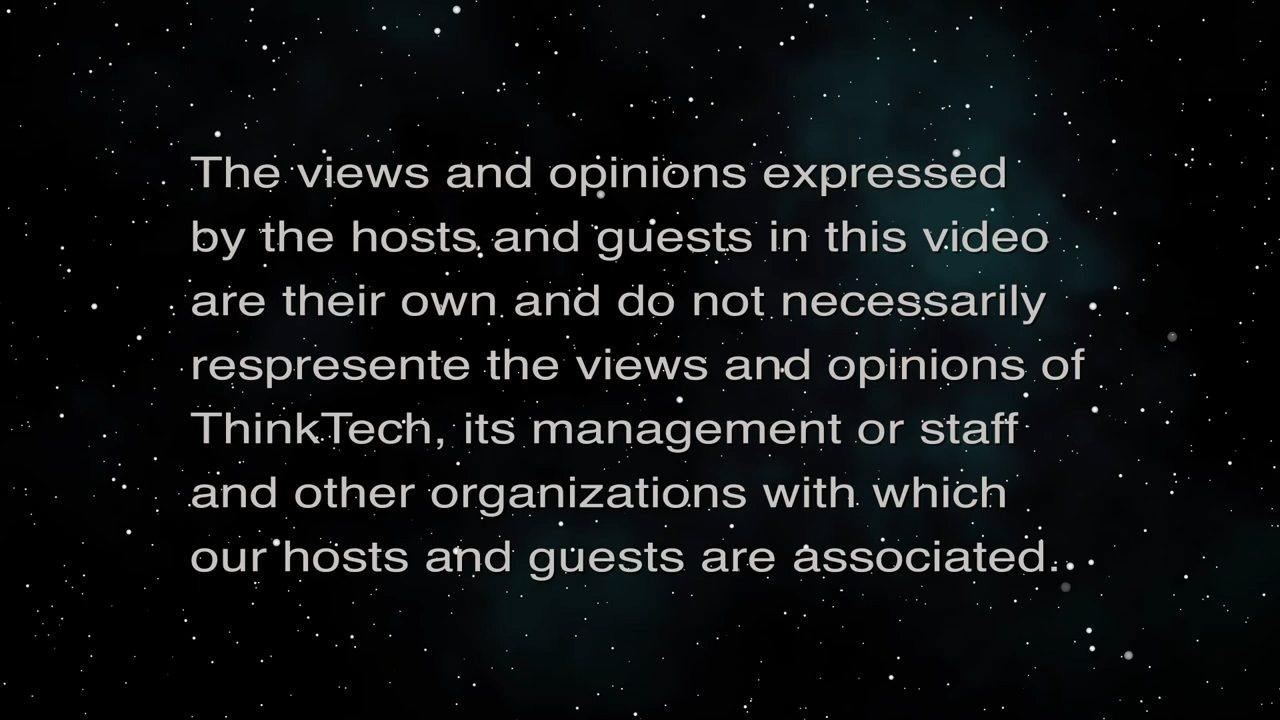 The views and opinions expressed
by the hosts and guests in this video
are their own and do not necessarily
respresente the views and opinions of
ThinkTech, its management or staff
and other organizations with which
our hosts and guests are associated.